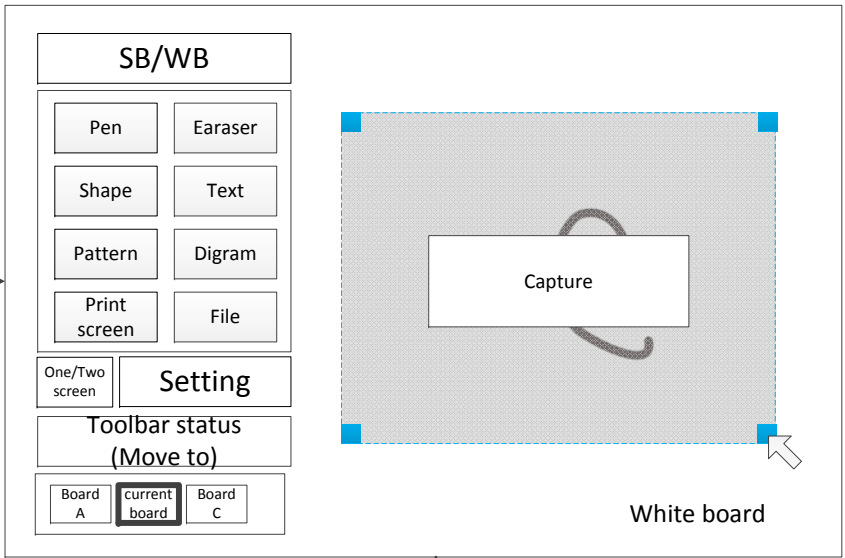 SB/WB
Pen
Earaser
Shape
Text
Pattern
Digram
Print
screen
File
One/Two
screen
Setting
Toolbar status
(Move to)
Board
A
current
board
Board
C
Capture
White board